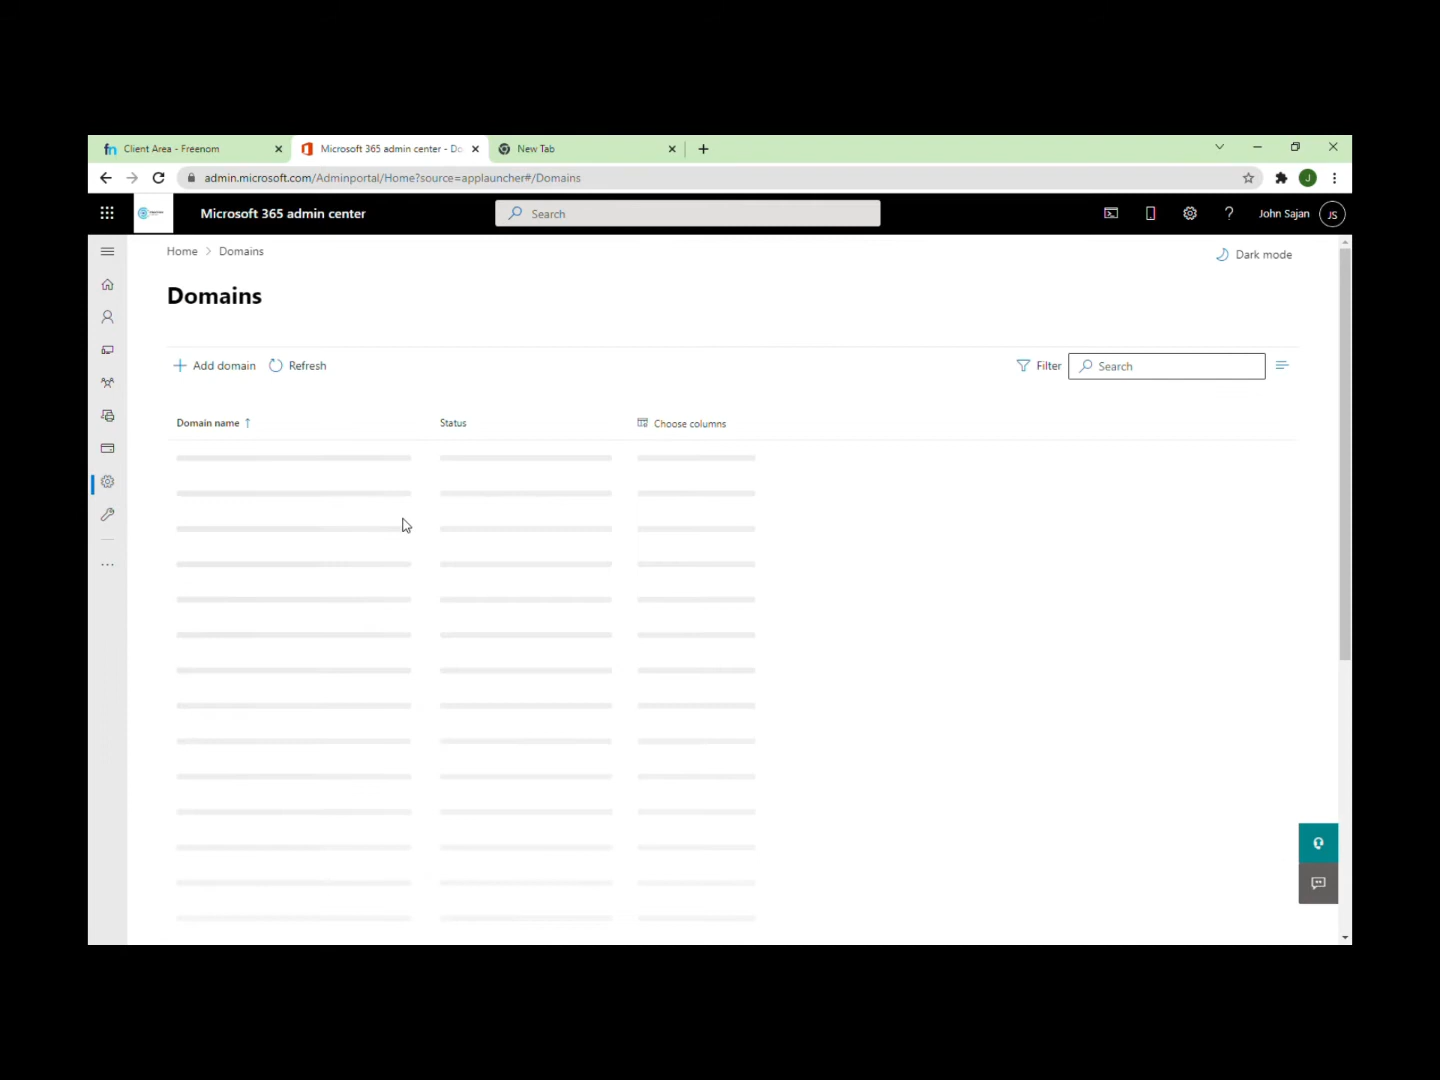 fn Client Area - Freenom
Microsoft 365 admin center - Do
New Tab
admin.microsoft.com/Adminportal/Home?source=applauncher#/Domains
J
Microsoft 365 admin center
Search
?
John Sajan
JS
Home > Domains
Dark mode
Domains
Add domain
Refresh
Filter
Search
Domain name ↑
Status
Choose columns